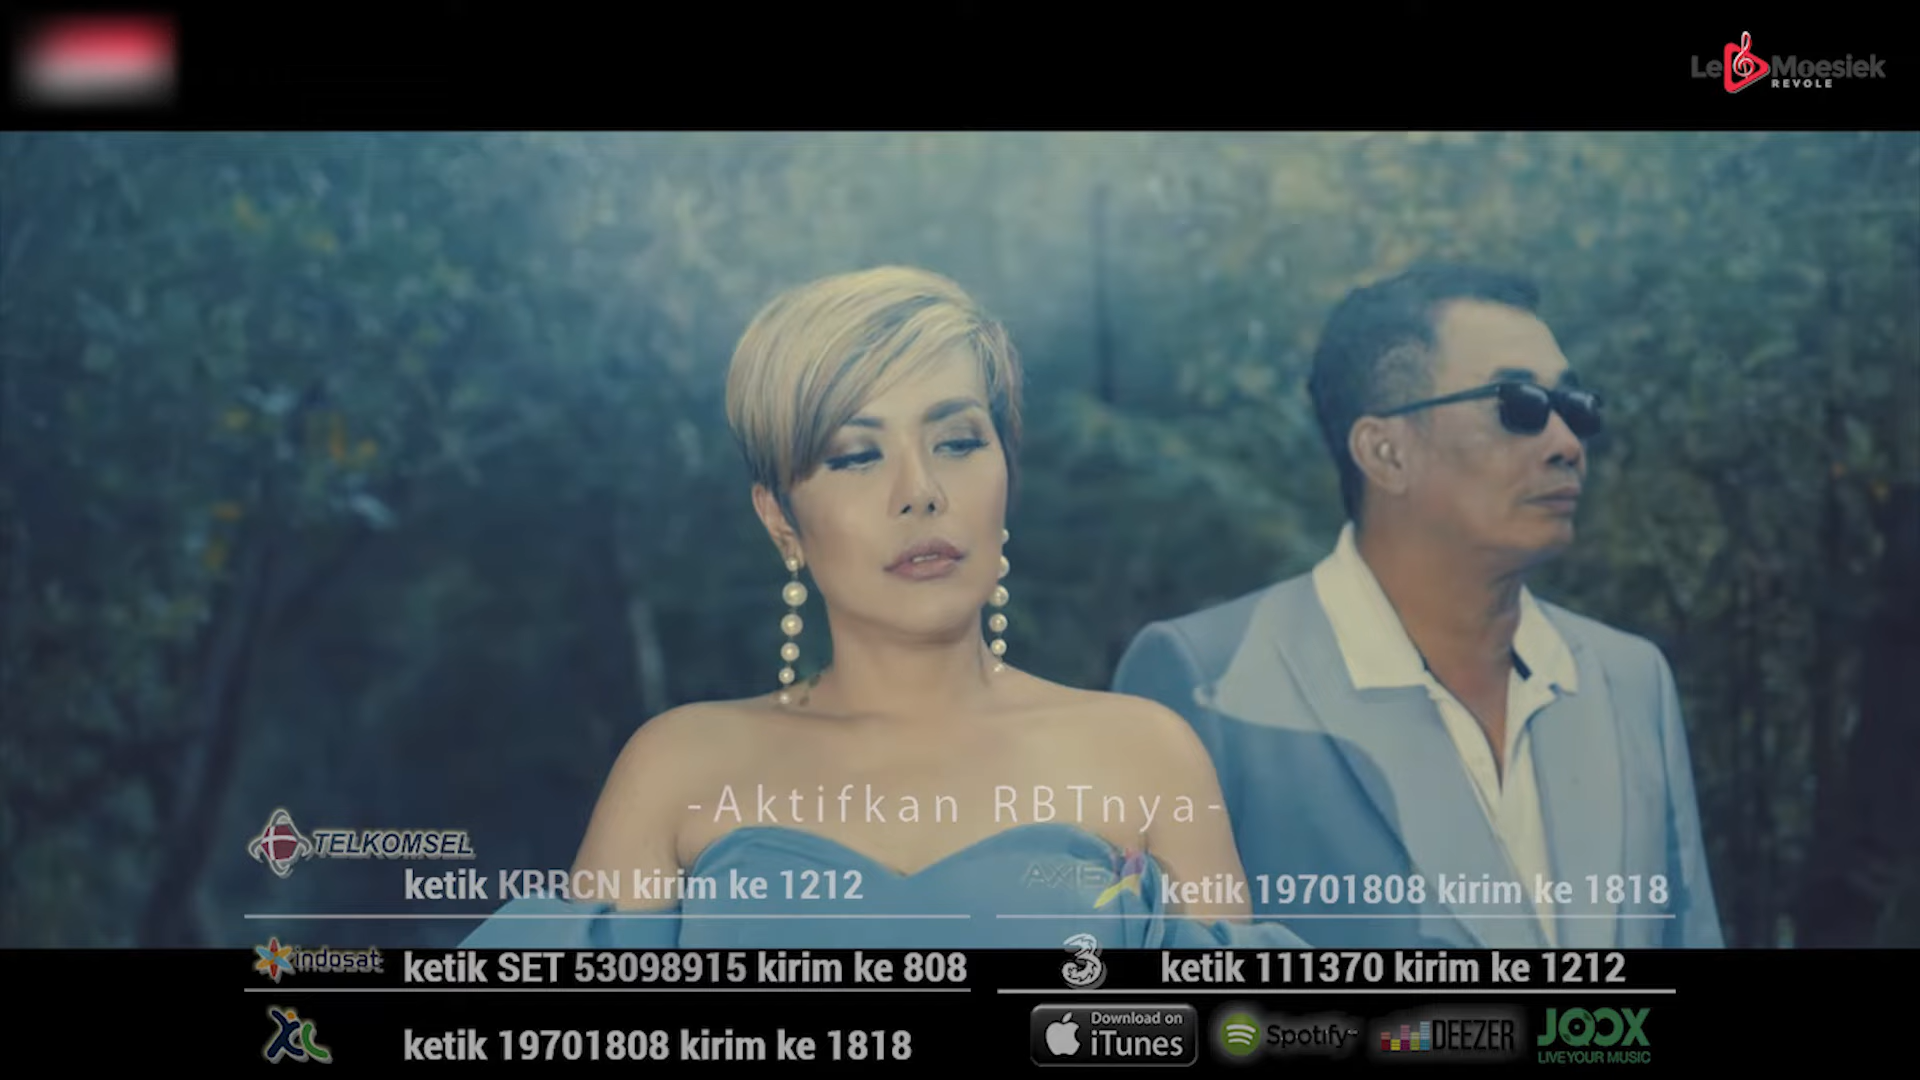 Le Moesiek
REVOLE
-Aktifkan RBTnya-
TELKOMSEL
ketik KRRCN kirim ke 1212
AXIS
ketik 19701808 kirim ke 1818
indosat
ketik SET 53098915 kirim ke 808
3
ketik 111370 kirim ke 1212
XL
ketik 19701808 kirim ke 1818
Download on
iTunes
Spotify
DEEZER
JOOX
LIVE YOUR MUSIC